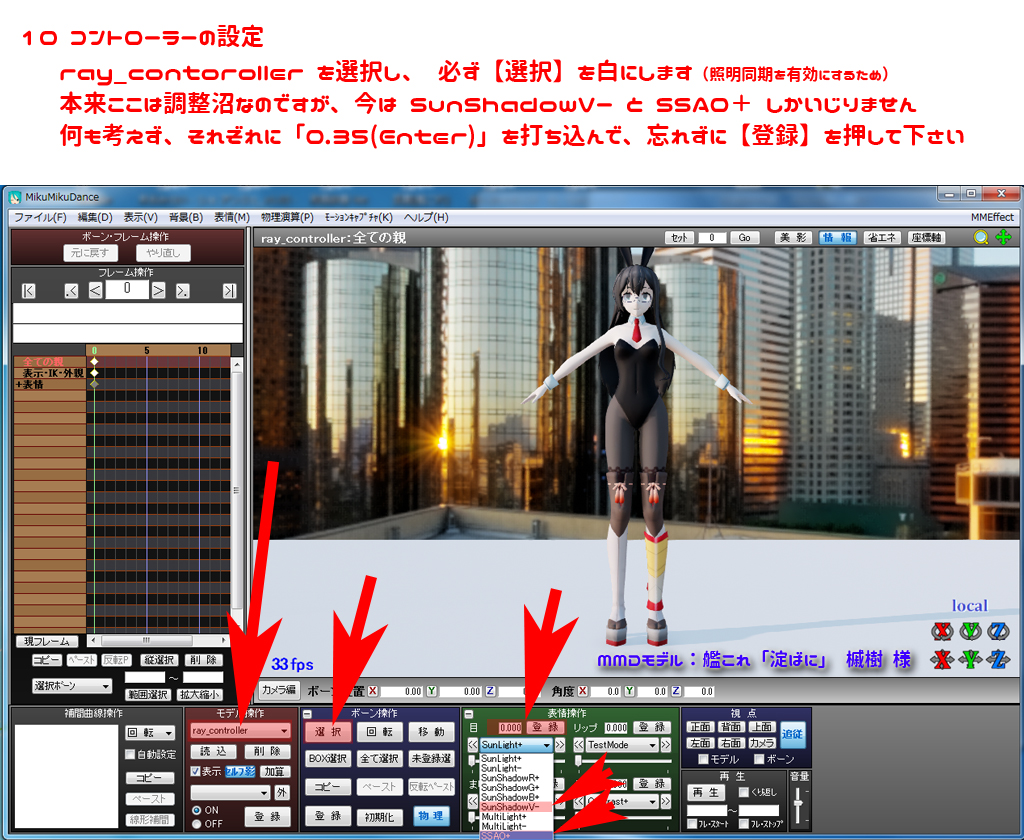 10 コントローラーの設定
ray_contoroller を選択し、 必ず【選択】を白にします（照明同期を有効にするため）
本来ここは調整沼なのですが、今は SunShadowV- と SSAO＋ しかいじりません
何も考えず、それぞれに「0.35(Enter)」を打ち込んで、忘れずに【登録】を押して下さい
MikuMikuDance
ファイル(F) 編集(D) 表示(V) 背景(B) 表情(M) 物理演算(P) ﾓｰｼｮﾝｷｬﾌﾟﾁｬ(K) ヘルプ(H) MMEffect
ボーン・フレーム操作
元に戻す やり直し
フレーム操作
|< .< < 0 > >. >|
ray_controller:全ての親 ｾｯﾄ 0 Go 美 影 情 報 省エネ 座標軸
0 5 10
全ての親
表示・IK・外親
+表情
現フレーム
コピー ﾍﾟｰｽﾄ 反転P 縦選択 削 除
選択ボーン ～ 範囲選択 拡大縮小
33fps
MMDモデル：艦これ「淀ばに」 槭樹 様
local
X Y Z
X Y Z
カメラ編 X 0.00 Y 0.00 Z 角度 X 0.0 Y 0.0 Z 0.0
補間曲線操作
回 転
自動設定
コピー
ペースト
線形補間
モデル操作
ray_controller
読 込 削 除
表示 ｾﾙﾌ影 加算
外
ON
OFF
登 録
ボーン操作
選 択 回 転 移 動
BOX選択 全て選択 未登録選
コピー ペースト 反転ペースト
登 録 初期化 物 理
表情操作
目 0.000 登 録 リップ 0.000 登 録
<< SunLight+ >> << TestMode >>
SunLight+
SunLight-
SunShadowR+
SunShadowG+
SunShadowB+
SunShadowV-
MultiLight+
MultiLight-
SSAO+
視 点
正面 背面 上面 追従
左面 右面 カメラ
モデル ボーン
再 生
再 生 くり返し
～
ﾌﾚ･ｽﾀｰﾄ ﾌﾚ･ｽﾄｯﾌﾟ
音量